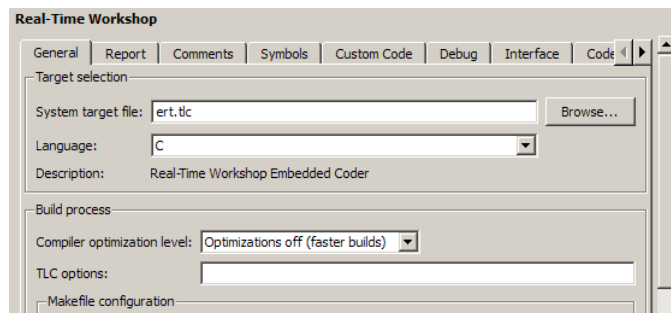 Real-Time Workshop
General Report Comments Symbols Custom Code Debug Interface Code
Target selection
System target file: ert.tlc Browse...
Language: C
Description: Real-Time Workshop Embedded Coder
Build process
Compiler optimization level: Optimizations off (faster builds)
TLC options:
Makefile configuration